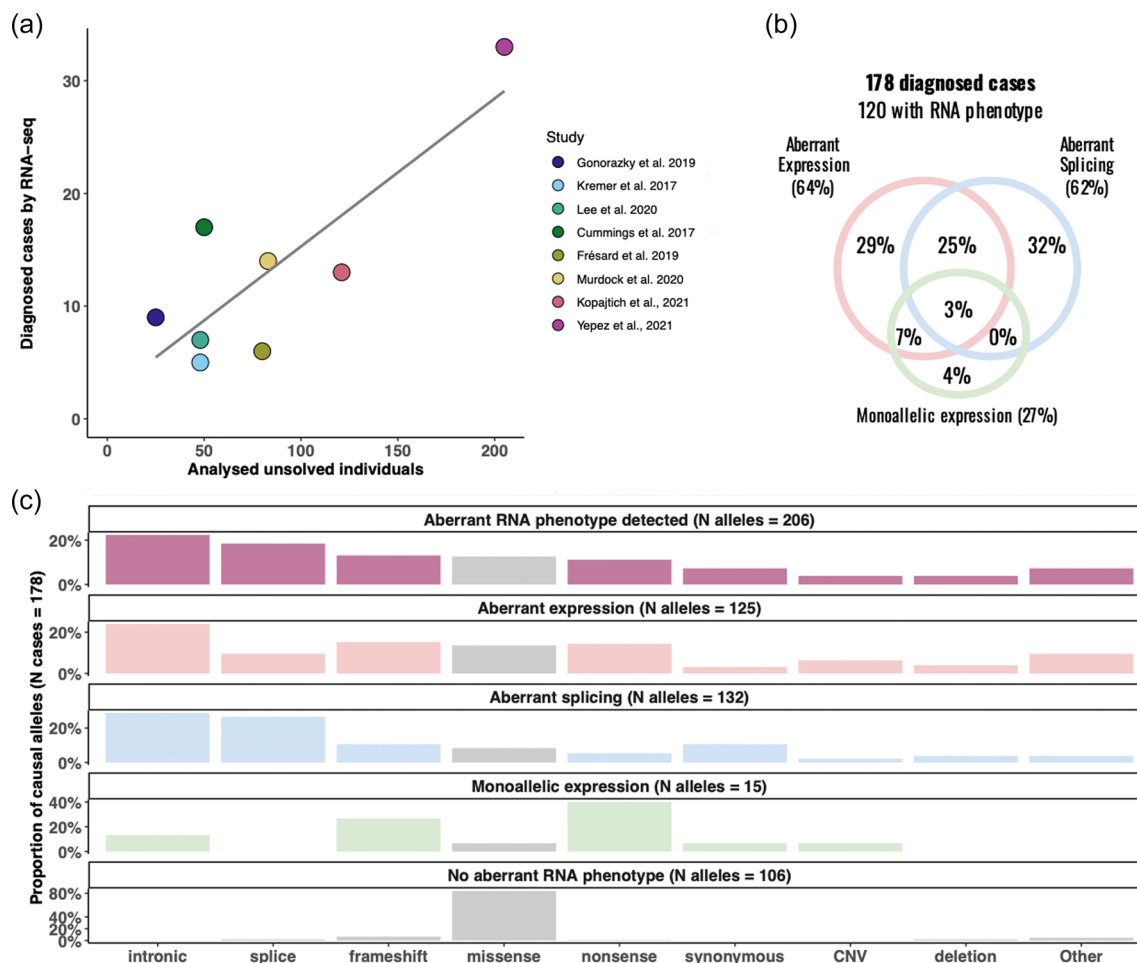 (a)
30
20
10
0
Diagnosed cases by RNA-seq
0
50
100
150
200
Analysed unsolved individuals
Study
Gonorazky et al. 2019
Kremer et al. 2017
Lee et al. 2020
Cummings et al. 2017
Frésard et al. 2019
Murdock et al. 2020
Kopajtich et al., 2021
Yepez et al., 2021
(b)
178 diagnosed cases
120 with RNA phenotype
Aberrant
Expression
(64%)
Aberrant
Splicing
(62%)
29%
25%
32%
3%
7%
0%
4%
Monoallelic expression (27%)
(c)
Proportion of causal alleles (N cases = 178)
Aberrant RNA phenotype detected (N alleles = 206)
20%
0%
Aberrant expression (N alleles = 125)
20%
0%
Aberrant splicing (N alleles = 132)
20%
0%
Monoallelic expression (N alleles = 15)
40%
20%
0%
No aberrant RNA phenotype (N alleles = 106)
80%
40%
20%
0%
intronic
splice
frameshift
missense
nonsense
synonymous
CNV
deletion
Other